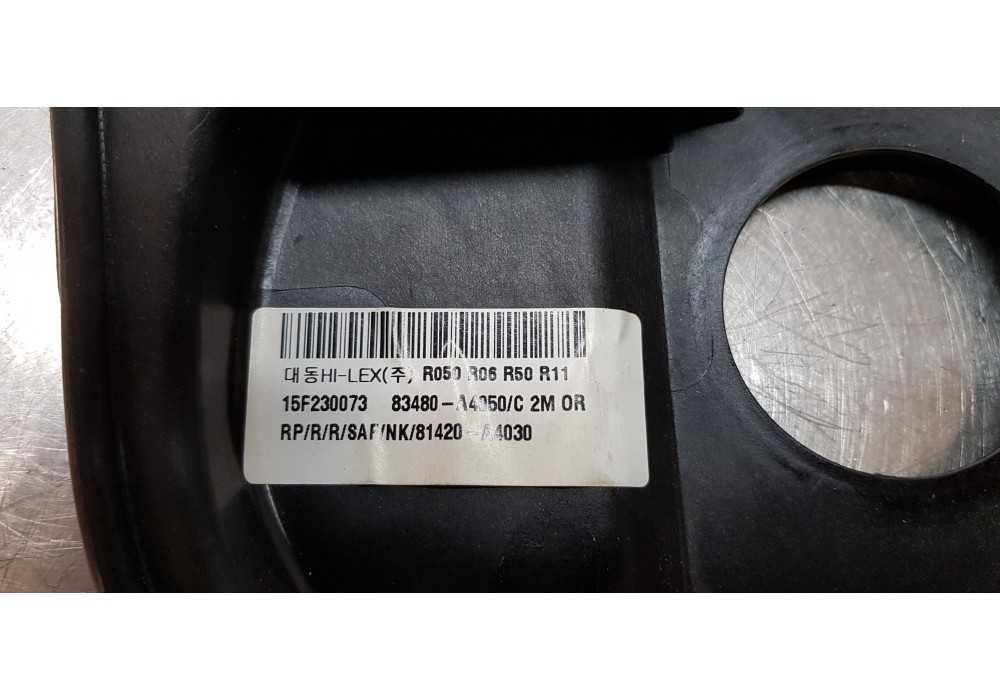 대동HI-LEX(주) R050 R06 R50 R11
15F230073 83480-A4050/C 2M OR
RP/R/R/SAF/NK/81420-A4030